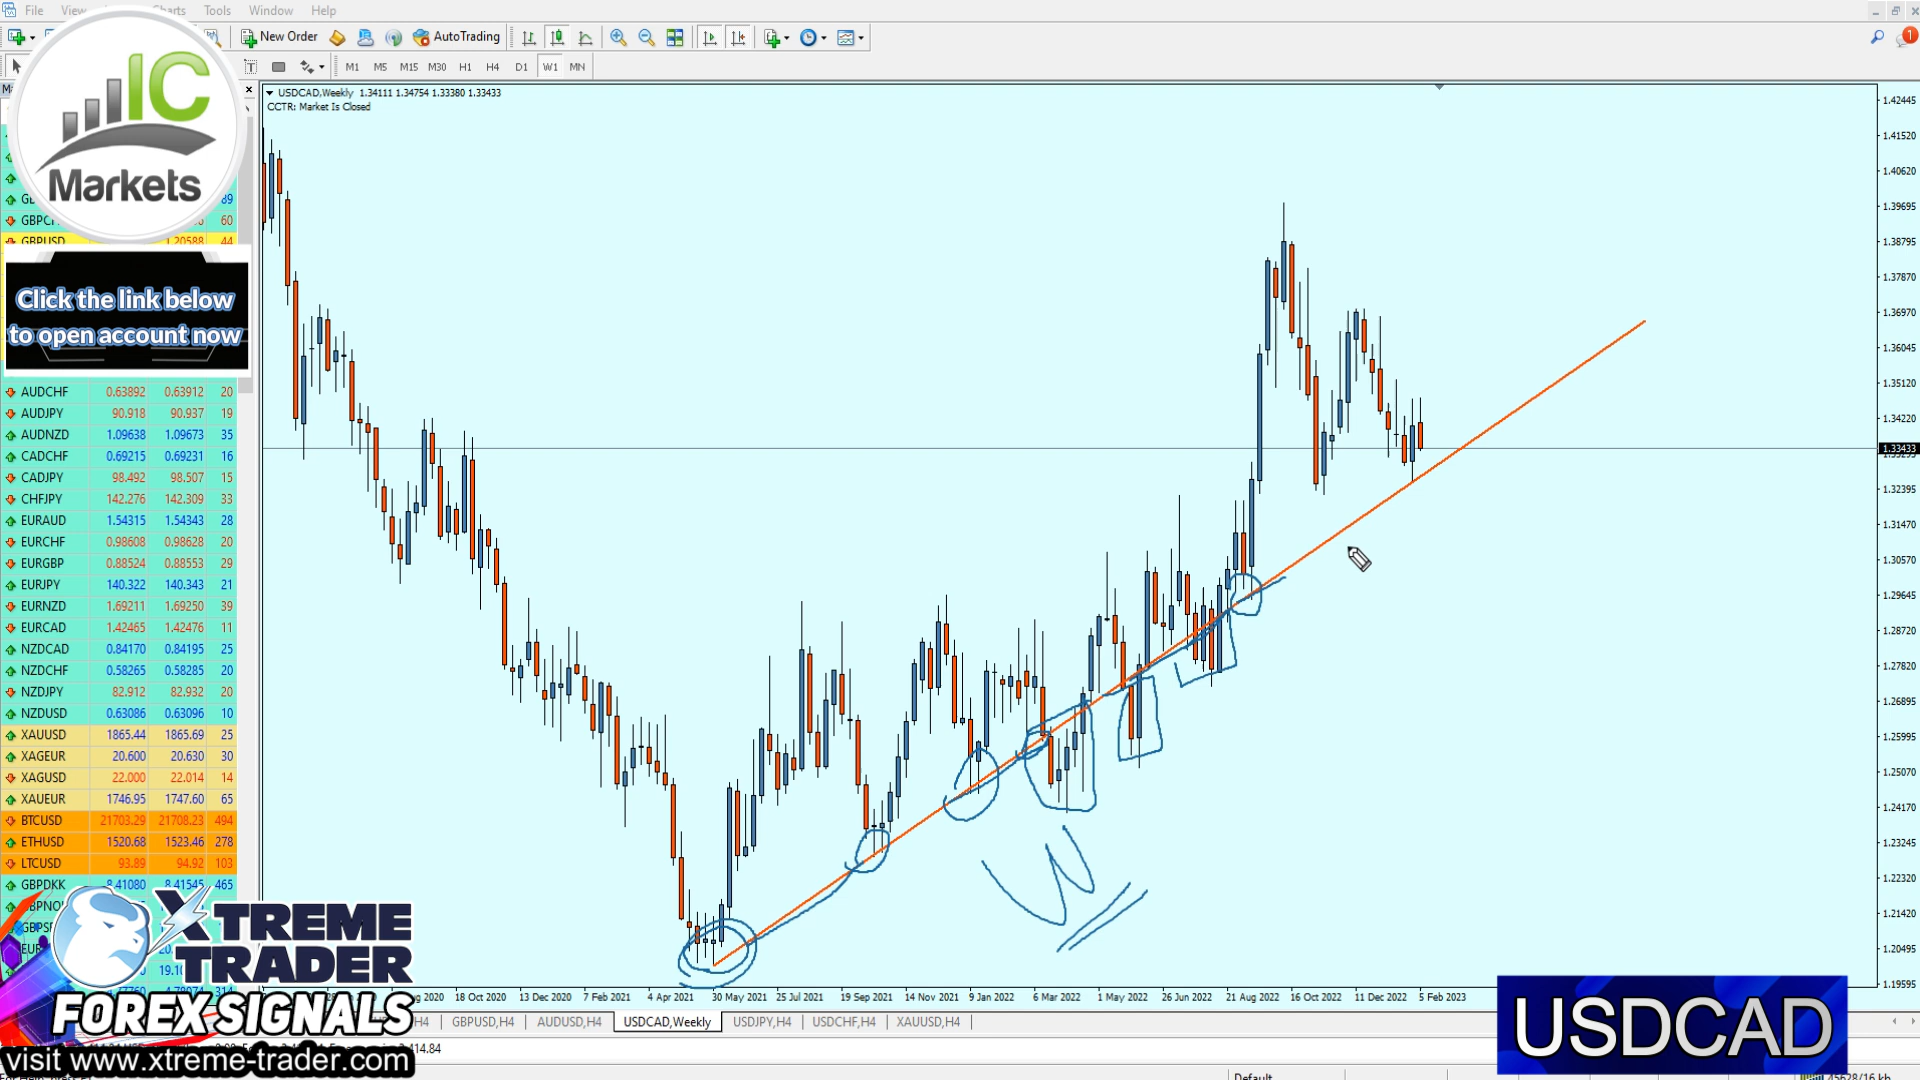 File View Charts Tools Window Help
New Order AutoTrading
1
M1 M5 M15 M30 H1 H4 D1 W1 MN
USDCAD,Weekly 1.34111 1.34754 1.33380 1.33433
CCTR: Market Is Closed
IC
Markets
GBPUSD 1.20588 44
Click the link below
to open account now
AUDCHF 0.63892 0.63912 20
AUDJPY 90.918 90.937 19
AUDNZD 1.09638 1.09673 35
CADCHF 0.69215 0.69231 16
CADJPY 98.492 98.507 15
CHFJPY 142.276 142.309 33
EURAUD 1.54315 1.54343 28
EURCHF 0.98608 0.98628 20
EURGBP 0.88524 0.88553 29
EURJPY 140.322 140.343 21
EURNZD 1.69211 1.69250 39
EURCAD 1.42465 1.42476 11
NZDCAD 0.84170 0.84195 25
NZDCHF 0.58265 0.58285 20
NZDJPY 82.912 82.932 20
NZDUSD 0.63086 0.63096 10
XAUUSD 1865.44 1865.69 25
XAGEUR 20.600 20.630 30
XAGUSD 22.000 22.014 14
XAUEUR 1746.95 1747.60 65
BTCUSD 21703.29 21708.23 494
ETHUSD 1520.68 1523.46 278
LTCUSD 93.89 94.92 103
GBPDKK 8.41080 8.41545 465
XTREME
TRADER
FOREX SIGNALS
visit www.xtreme-trader.com
1.42445
1.41520
1.40620
1.39695
1.38795
1.37870
1.36970
1.36045
1.35120
1.34220
1.33433
1.32395
1.31470
1.30570
1.29645
1.28720
1.27820
1.26895
1.25995
1.25070
1.24170
1.23245
1.22320
1.21420
1.20495
1.19595
2020 18 Oct 2020 13 Dec 2020 7 Feb 2021 4 Apr 2021 30 May 2021 25 Jul 2021 19 Sep 2021 14 Nov 2021 9 Jan 2022 6 Mar 2022 1 May 2022 26 Jun 2022 21 Aug 2022 16 Oct 2022 11 Dec 2022 5 Feb 2023
GBPUSD,H4 AUDUSD,H4 USDCAD,Weekly USDJPY,H4 USDCHF,H4 XAUUSD,H4
USDCAD
Default